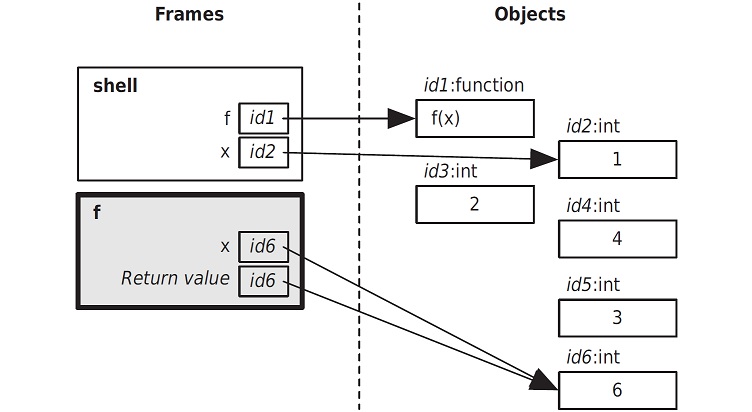 Frames
Objects
shell
f id1
x id2
id1:function
f(x)
id2:int
1
id3:int
2
f
x id6
Return value id6
id4:int
4
id5:int
3
id6:int
6